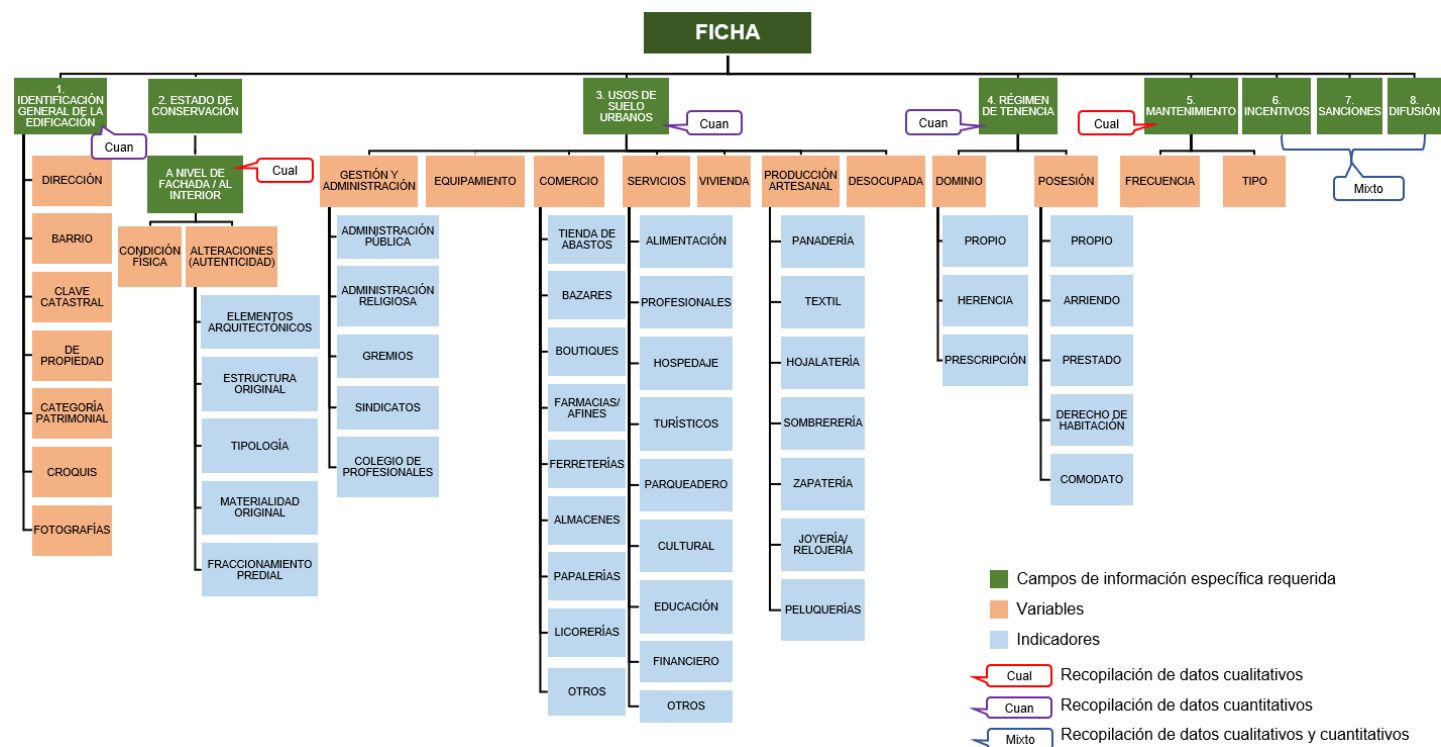 FICHA
1.
IDENTIFICACIÓN
GENERAL DE LA
EDIFICACIÓN
Cuan
2. ESTADO DE
CONSERVACIÓN
3. USOS DE
SUELO
URBANOS
Cuan
4. RÉGIMEN
DE TENENCIA
Cuan
5.
MANTENIMIENTO
Cual
6.
INCENTIVOS
7.
SANCIONES
8.
DIFUSIÓN
Mixto
DIRECCIÓN
BARRIO
CLAVE
CATASTRAL
DE
PROPIEDAD
CATEGORÍA
PATRIMONIAL
CROQUIS
FOTOGRAFÍAS
A NIVEL DE
FACHADA / AL
INTERIOR
Cual
CONDICIÓN
FÍSICA
ALTERACIONES
(AUTENTICIDAD)
ELEMENTOS
ARQUITECTÓNICOS
ESTRUCTURA
ORIGINAL
TIPOLOGÍA
MATERIALIDAD
ORIGINAL
FRACCIONAMIENTO
PREDIAL
GESTIÓN Y
ADMINISTRACIÓN
ADMINISTRACIÓN
PÚBLICA
ADMINISTRACIÓN
RELIGIOSA
GREMIOS
SINDICATOS
COLEGIO DE
PROFESIONALES
EQUIPAMIENTO
COMERCIO
TIENDA DE
ABASTOS
BAZARES
BOUTIQUES
FARMACIAS/
AFINES
FERRETERÍAS
ALMACENES
PAPALERÍAS
LICORERÍAS
OTROS
SERVICIOS
ALIMENTACIÓN
PROFESIONALES
HOSPEDAJE
TURÍSTICOS
PARQUEADERO
CULTURAL
EDUCACIÓN
FINANCIERO
OTROS
VIVIENDA
PRODUCCIÓN
ARTESANAL
PANADERÍA
TEXTIL
HOJALATERÍA
SOMBRERERÍA
ZAPATERÍA
JOYERÍA/
RELOJERÍA
PELUQUERÍAS
DESOCUPADA
DOMINIO
PROPIO
HERENCIA
PRESCRIPCIÓN
POSESIÓN
PROPIO
ARRIENDO
PRESTADO
DERECHO DE
HABITACIÓN
COMODATO
FRECUENCIA
TIPO
Campos de información específica requerida
Variables
Indicadores
Cual Recopilación de datos cualitativos
Cuan Recopilación de datos cuantitativos
Mixto Recopilación de datos cualitativos y cuantitativos